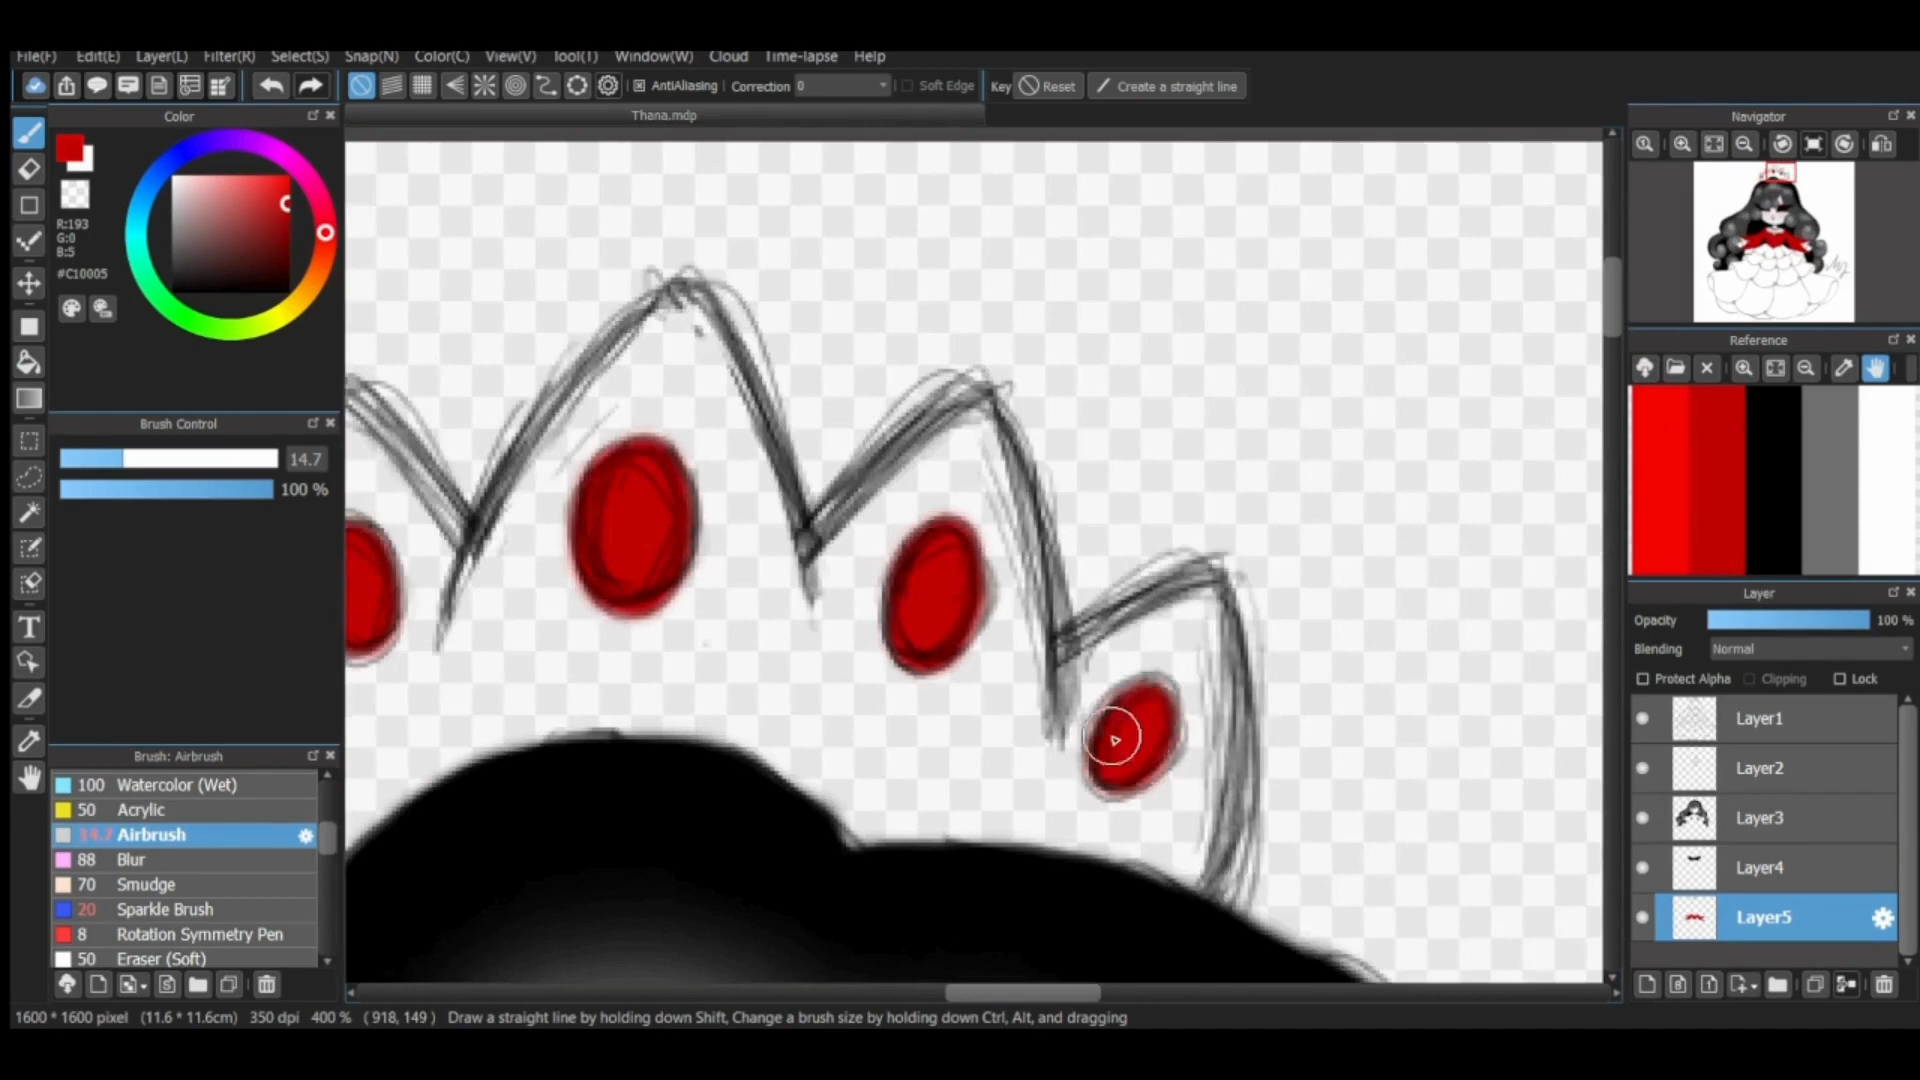 File(F) Edit(E) Layer(L) Filter(R) Select(S) Snap(N) Color(C) View(V) Tool(T) Window(W) Cloud Time-lapse Help
AntiAliasing Correction 0 Soft Edge Key Reset Create a straight line
Color
Thana.mdp
Navigator
R:193
G:0
B:5
#C10005
Reference
Brush Control
14.7
100 %
Layer
Opacity 100 %
Blending Normal
Protect Alpha Clipping Lock
Layer1
Layer2
Layer3
Layer4
Layer5
Brush: Airbrush
100 Watercolor (Wet)
50 Acrylic
14.7 Airbrush
88 Blur
70 Smudge
20 Sparkle Brush
8 Rotation Symmetry Pen
50 Eraser (Soft)
1600 * 1600 pixel (11.6 * 11.6cm) 350 dpi 400 % ( 918, 149 ) Draw a straight line by holding down Shift, Change a brush size by holding down Ctrl, Alt, and dragging